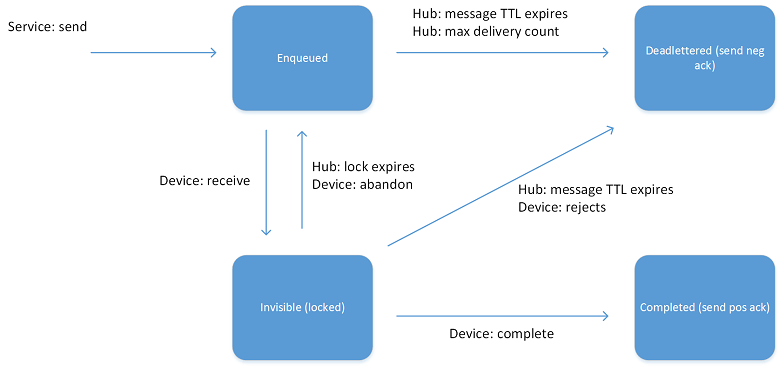 Service: send
Hub: message TTL expires
Hub: max delivery count
Enqueued
Deadlettered (send neg
ack)
Device: receive
Hub: lock expires
Device: abandon
Hub: message TTL expires
Device: rejects
Invisible (locked)
Completed (send pos ack)
Device: complete